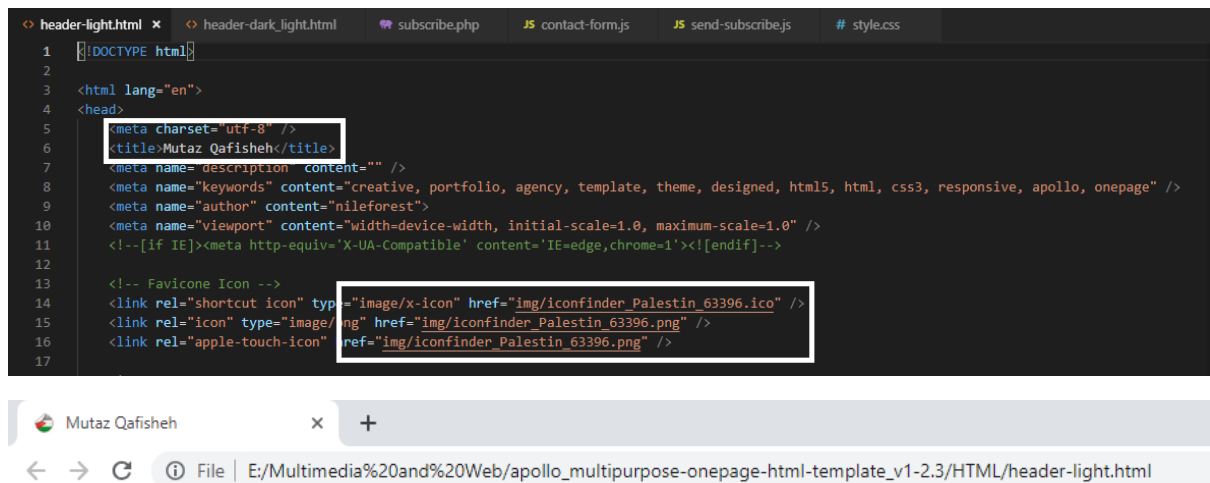 header-light.html header-dark_light.html subscribe.php JS contact-form.js JS send-subscribe.js # style.css
1 <!DOCTYPE html>
2
3 <html lang="en">
4 <head>
5 <meta charset="utf-8" />
6 <title>Mutaz Qafisheh</title>
7 <meta name="description" content="" />
8 <meta name="keywords" content="creative, portfolio, agency, template, theme, designed, html5, html, css3, responsive, apollo, onepage" />
9 <meta name="author" content="nileforest">
10 <meta name="viewport" content="width=device-width, initial-scale=1.0, maximum-scale=1.0" />
11 <!--[if IE]><meta http-equiv='X-UA-Compatible' content='IE=edge,chrome=1'><![endif]-->
12
13 <!-- Favicone Icon -->
14 <link rel="shortcut icon" type="image/x-icon" href="img/iconfinder_Palestin_63396.ico" />
15 <link rel="icon" type="image/png" href="img/iconfinder_Palestin_63396.png" />
16 <link rel="apple-touch-icon" href="img/iconfinder_Palestin_63396.png" />
17
Mutaz Qafisheh
File E:/Multimedia%20and%20Web/apollo_multipurpose-onepage-html-template_v1-2.3/HTML/header-light.html